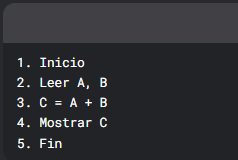 1. Inicio
2. Leer A, B
3. C = A + B
4. Mostrar C
5. Fin